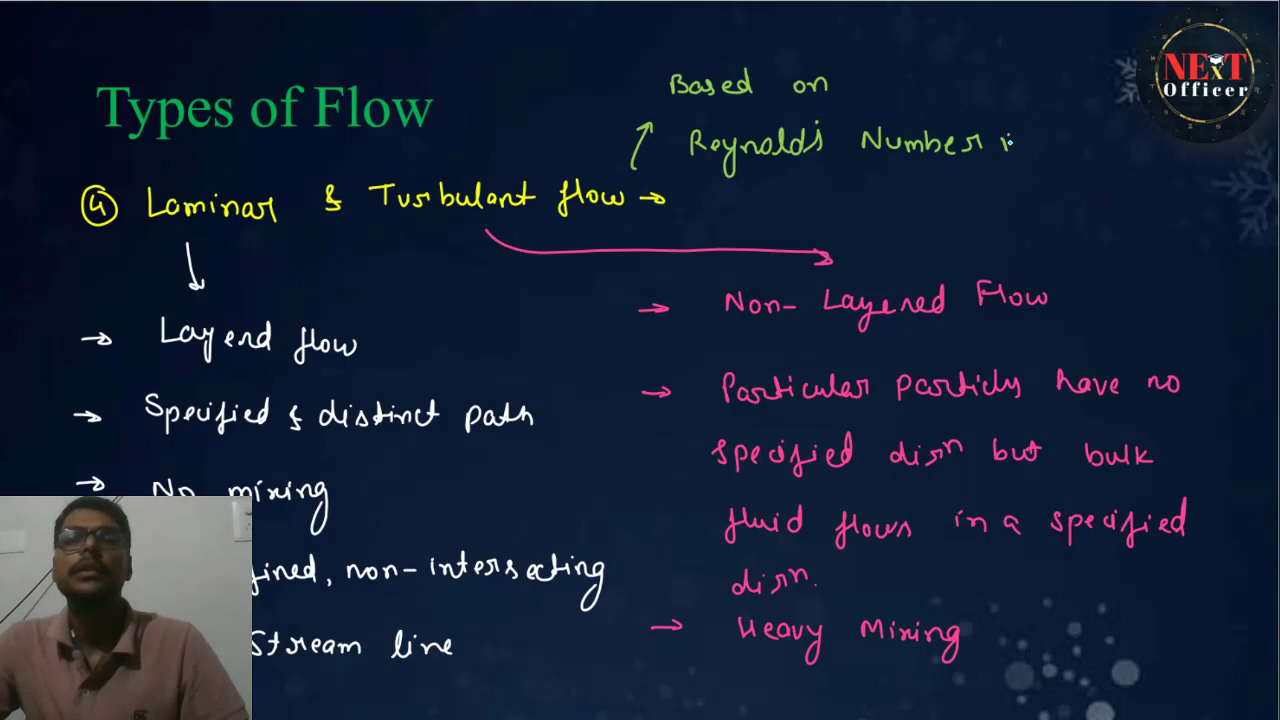 NEXT
Officer
Types of Flow
Based on
Reynold's Number
④ Laminar & Turbulant flow →
→ Layerd flow
→ Specified & distinct path
→ No mixing
fined, non-intersecting
Stream line
→ Non-Layered Flow
→ Particular particles have no
specified dirn but bulk
fluid flows in a specified
dirn.
→ Heavy Mixing